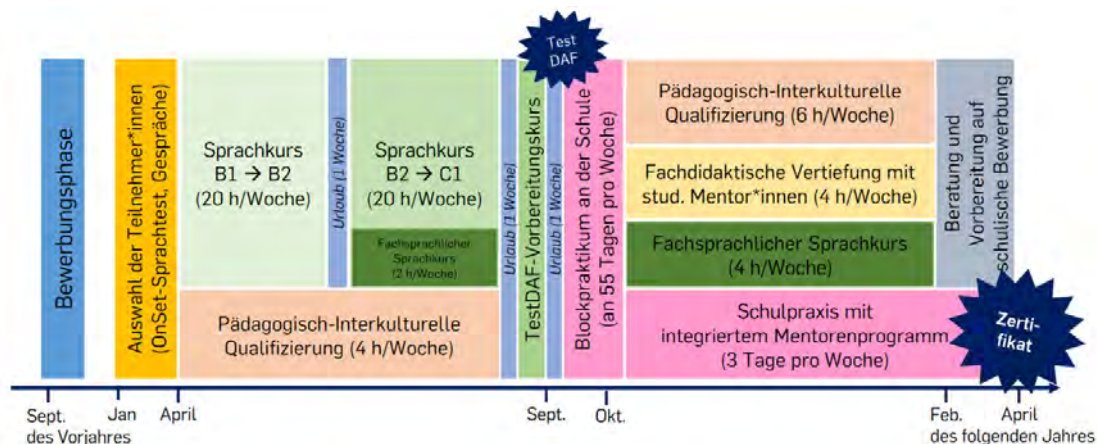 Test
DAF
Bewerbungsphase
Auswahl der Teilnehmer*innen
(OnSet-Sprachtest, Gespräche)
Sprachkurs
B1 → B2
(20 h/Woche)
Urlaub (1 Woche)
Sprachkurs
B2 → C1
(20 h/Woche)
Fachsprachlicher
Sprachkurs
(2 h/Woche)
Pädagogisch-Interkulturelle
Qualifizierung (4 h/Woche)
Urlaub (1 Woche)
TestDAF-Vorbereitungskurs
Urlaub (1 Woche)
Blockpraktikum an der Schule
(an 55 Tagen pro Woche)
Pädagogisch-Interkulturelle
Qualifizierung (6 h/Woche)
Fachdidaktische Vertiefung mit
stud. Mentor*innen (4 h/Woche)
Fachsprachlicher Sprachkurs
(4 h/Woche)
Schulpraxis mit
integriertem Mentorenprogramm
(3 Tage pro Woche)
Beratung und
Vorbereitung auf
schulische Bewerbung
Zerti-
fikat
Sept.
des Vorjahres
Jan
April
Sept.
Okt.
Feb.
April
des folgenden Jahres